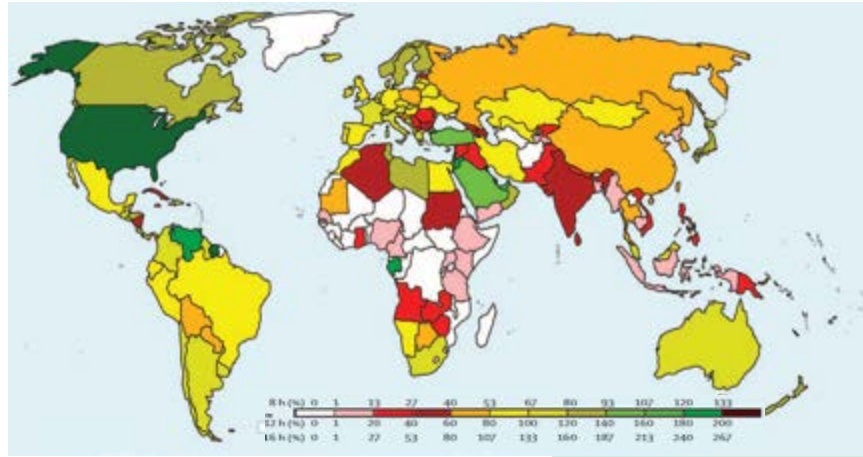 8 h (%) 0 1 13 27 40 53 67 80 93 107 120 133
12 h (%) 0 1 20 40 60 80 100 120 140 160 180 200
16 h (%) 0 1 27 53 80 107 133 160 187 213 240 267